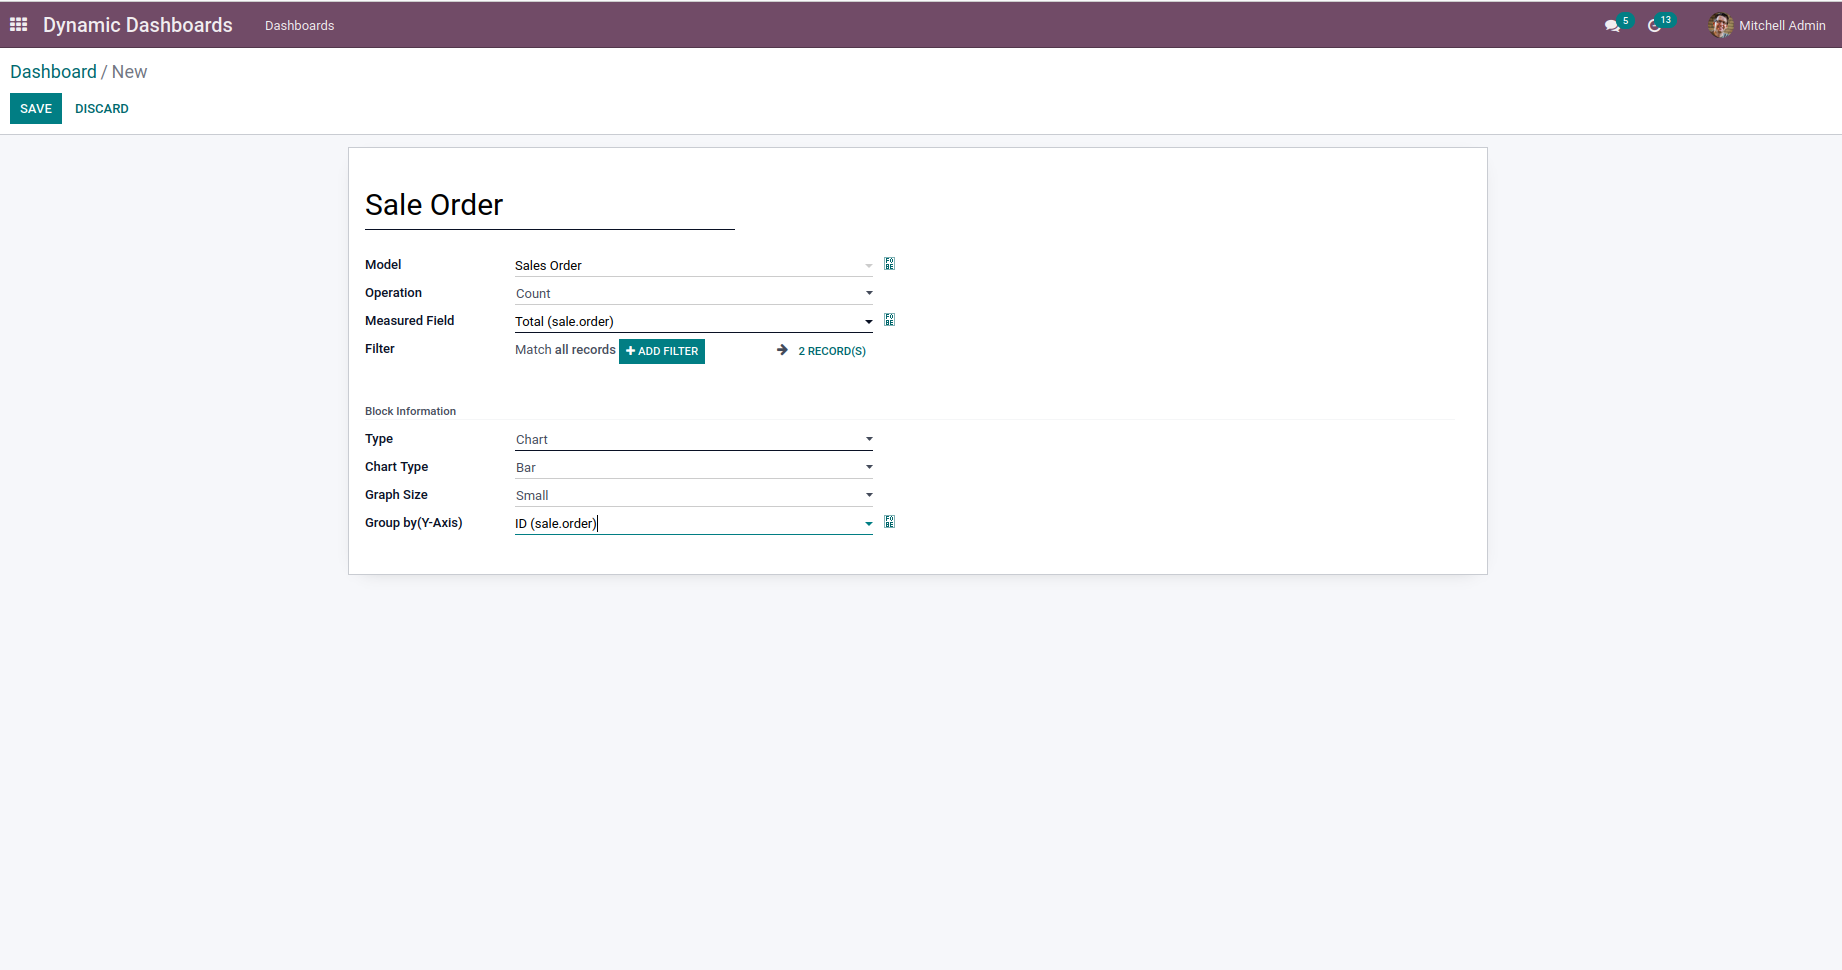 Dynamic Dashboards Dashboards 5 13 Mitchell Admin
Dashboard / New
SAVE DISCARD
Sale Order
Model Sales Order
Operation Count
Measured Field Total (sale.order)
Filter Match all records + ADD FILTER 2 RECORD(S)
Block Information
Type Chart
Chart Type Bar
Graph Size Small
Group by(Y-Axis) ID (sale.order)